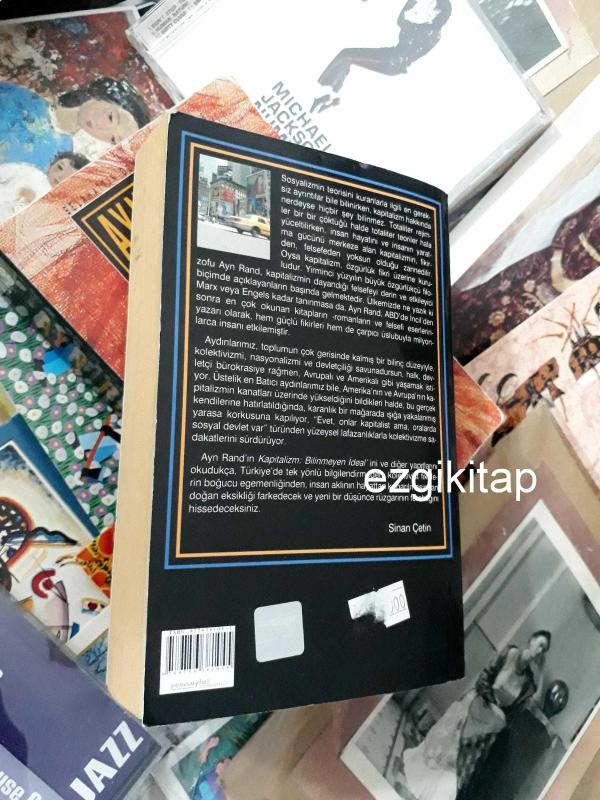 MICHAEL
JACKSON
NUM
AYN
Sosyalizmin teorisini kuranlarla ilgili en gerek-
siz ayrıntılar bile bilinirken, kapitalizm hakkında
nerdeyse hiçbir şey bilinmez. Totaliter rejim-
ler bir bir çöktüğü halde totaliter teoriler hala
yüceltilirken, insan hayatını ve insanın yarat-
ma gücünü merkeze alan kapitalizmin, fikir-
den, felsefeden yoksun olduğu zannedilir.
Oysa kapitalizm, özgürlük fikri üzerine kuru-
ludur. Yirminci yüzyılın büyük özgürlükçü filo-
zofu Ayn Rand, kapitalizmin dayandığı felsefeyi derin ve etkileyici
biçimde açıklayanların başında gelmektedir. Ülkemizde ne yazık ki
Marx veya Engels kadar tanınmasa da, Ayn Rand, ABD'de İncil'den
sonra en çok okunan kitapların -romanların ve felsefi eserlerin-
yazarı olarak, hem güçlü fikirleri hem de çarpıcı üslubuyla milyon-
larca insanı etkilemiştir.
Aydınlarımız, toplumun çok gerisinde kalmış bir bilinç düzeyiyle,
kolektivizmi, nasyonalizmi ve devletçiliği savunadursun, halk, dev-
letçi bürokrasiye rağmen, Avrupalı ve Amerikalı gibi yaşamak isti-
yor. Üstelik en Batıcı aydınlarımız bile, Amerika'nın ve Avrupa'nın ka-
pitalizmin kanatları üzerinde yükseldiğini bildikleri halde, bu gerçek
kendilerine hatırlatıldığında, karanlık bir mağarada ışığa yakalanmış
yarasa korkusuna kapılıyor, "Evet, onlar kapitalist ama, oralarda
sosyal devlet var" türünden yüzeysel lafazanlıklarla kolektivizme sa-
dakatlerini sürdürüyor.
Ayn Rand'ın Kapitalizm: Bilinmeyen İdeal'ini ve diğer yapıtlarını
okudukça, Türkiye'de tek yönlü bilgilendirme
rin boğucu egemenliğinden, insan aklının
doğan eksikliği farkedecek ve yeni bir düşünce rüzgarının
hissedeceksiniz.
Sinan Çetin
ezgikitap
ISBN
JAZZ